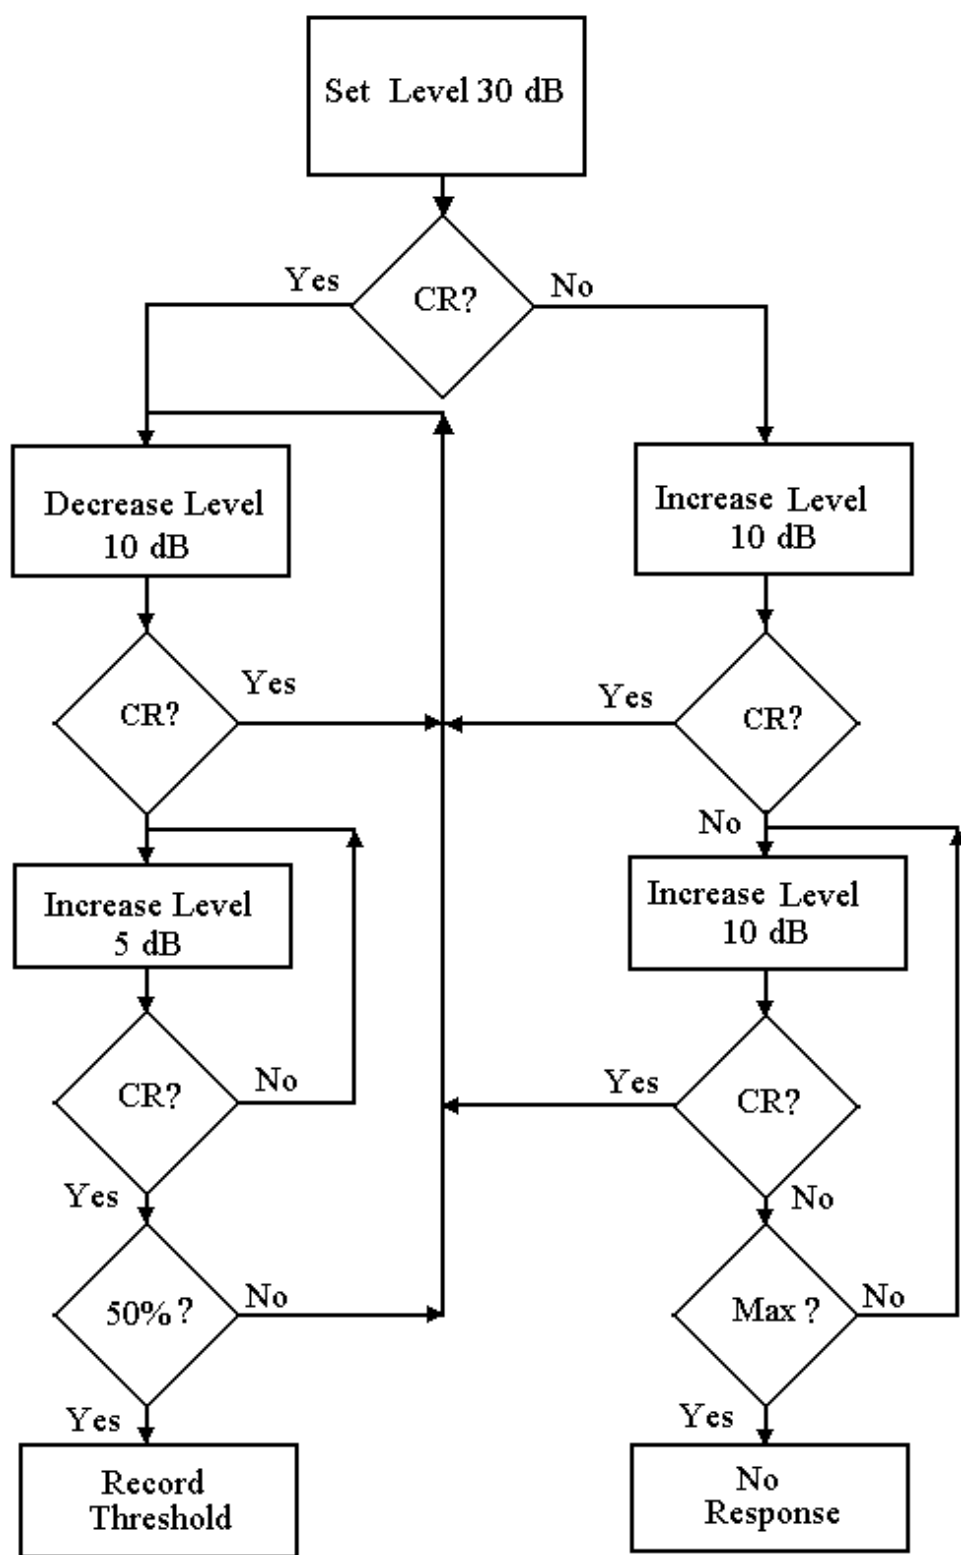 Set Level 30 dB
Yes
CR?
No
Decrease Level
10 dB
Increase Level
10 dB
CR?
Yes
Yes
CR?
No
Increase Level
5 dB
Increase Level
10 dB
CR?
No
Yes
CR?
Yes
No
50% ?
No
Max ?
No
Yes
Yes
Record
Threshold
No
Response